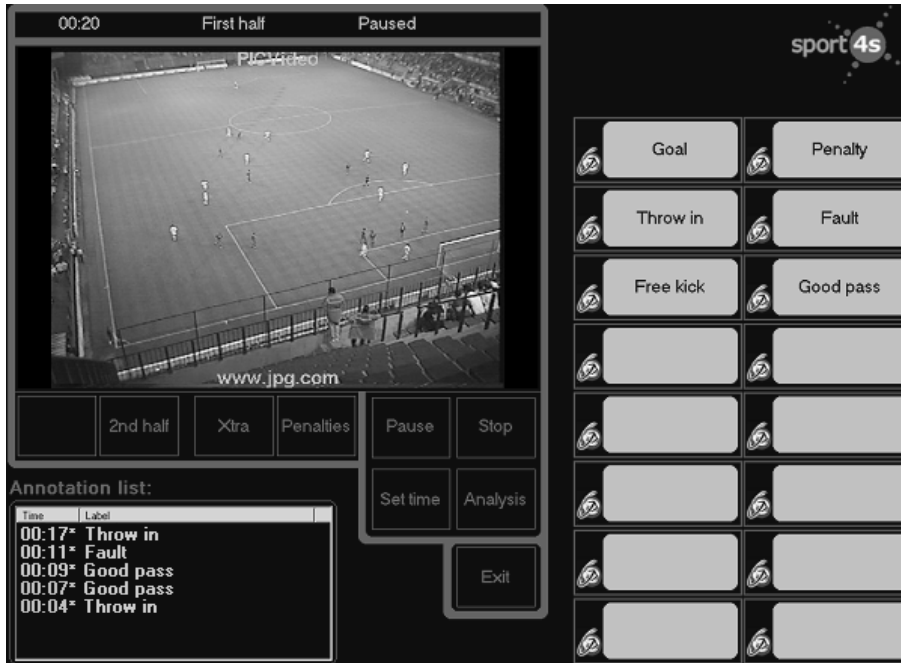 00:20 First half Paused
sport 4s
PICVideo
www.jpg.com
2nd half Xtra Penalties Pause Stop
Set time Analysis
Exit
Goal Penalty
Throw in Fault
Free kick Good pass
Annotation list:
Time Label
00:17* Throw in
00:11* Fault
00:09* Good pass
00:07* Good pass
00:04* Throw in